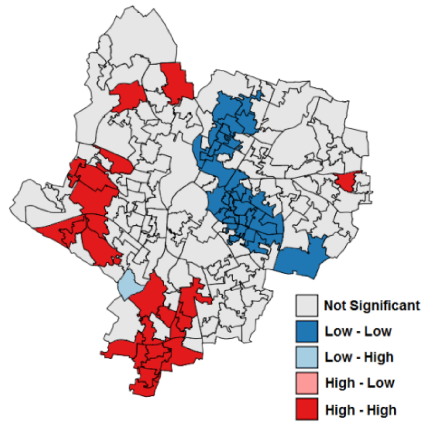 Not Significant
Low - Low
Low - High
High - Low
High - High